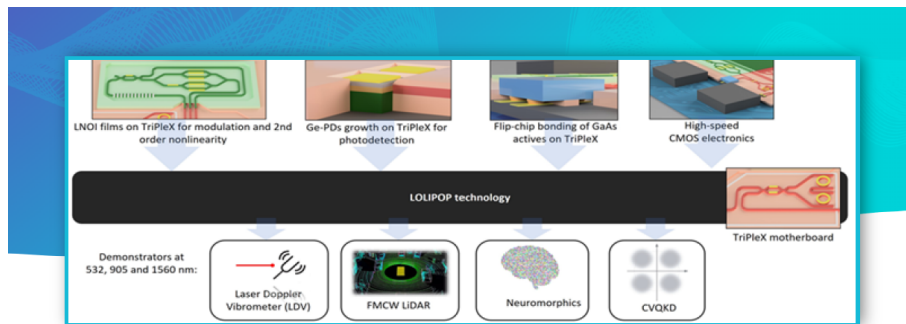 LNOI films on TriPleX for modulation and 2nd
order nonlinearity
Ge-PDs growth on TriPleX for
photodetection
Flip-chip bonding of GaAs
actives on TriPleX
High-speed
CMOS electronics
LOLIPOP technology
TriPleX motherboard
Demonstrators at
532, 905 and 1560 nm:
Laser Doppler
Vibrometer (LDV)
FMCW LiDAR
Neuromorphics
CVQKD